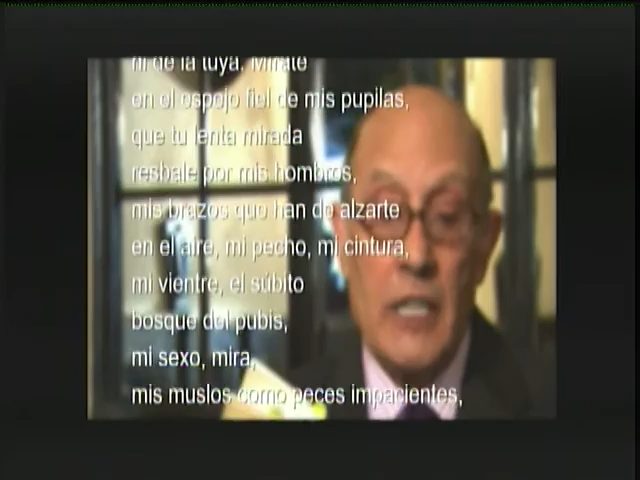 ni de la tuya. Mírate
en el espejo fiel de mis pupilas,
que tu lenta mirada
resbale por mis hombros,
mis brazos que han de alzarte
en el aire, mi pecho, mi cintura,
mi vientre, el súbito
bosque del pubis,
mi sexo, mira,
mis muslos como peces impacientes,